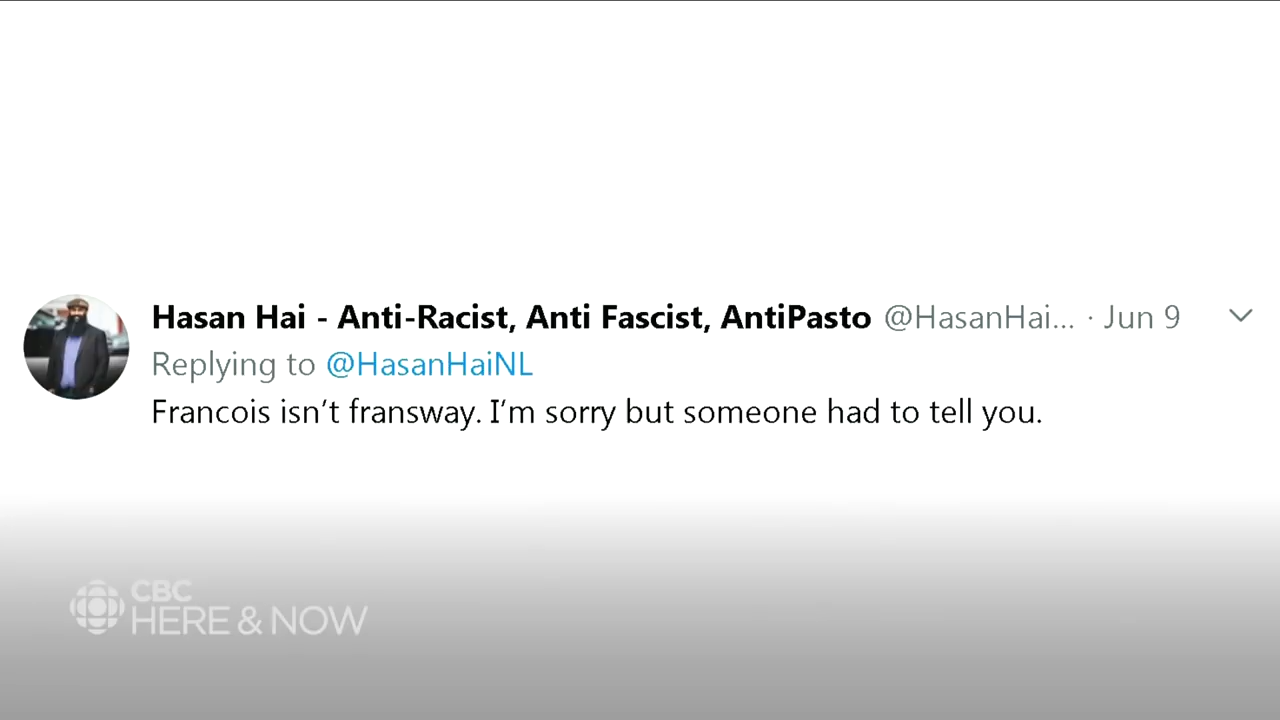 Hasan Hai - Anti-Racist, Anti Fascist, AntiPasto @HasanHai... · Jun 9
Replying to @HasanHaiNL
Francois isn’t fransway. I’m sorry but someone had to tell you.
CBC
HERE & NOW